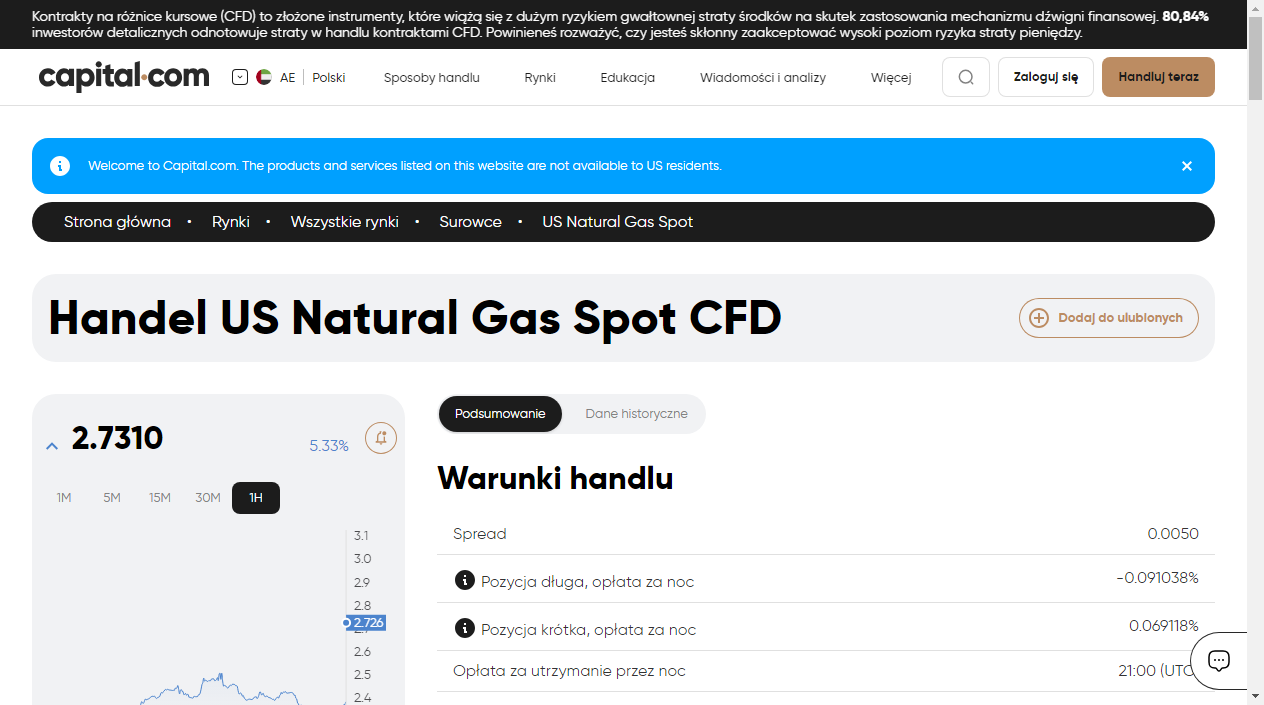 Kontrakty na różnice kursowe (CFD) to złożone instrumenty, które wiążą się z dużym ryzykiem gwałtownej straty środków na skutek zastosowania mechanizmu dźwigni finansowej. 80,84%
inwestorów detalicznych odnotowuje straty w handlu kontraktami CFD. Powinieneś rozważyć, czy jesteś skłonny zaakceptować wysoki poziom ryzyka straty pieniędzy.
capital.com AE Polski Sposoby handlu Rynki Edukacja Wiadomości i analizy Więcej Zaloguj się Handluj teraz
Welcome to Capital.com. The products and services listed on this website are not available to US residents.
Strona główna • Rynki • Wszystkie rynki • Surowce • US Natural Gas Spot
Handel US Natural Gas Spot CFD
Dodaj do ulubionych
2.7310
5.33%
1M 5M 15M 30M 1H
3.1
3.0
2.9
2.8
2.726
2.6
2.5
2.4
Podsumowanie Dane historyczne
Warunki handlu
Spread 0.0050
Pozycja długa, opłata za noc -0.091038%
Pozycja krótka, opłata za noc 0.069118%
Opłata za utrzymanie przez noc 21:00 (UTC